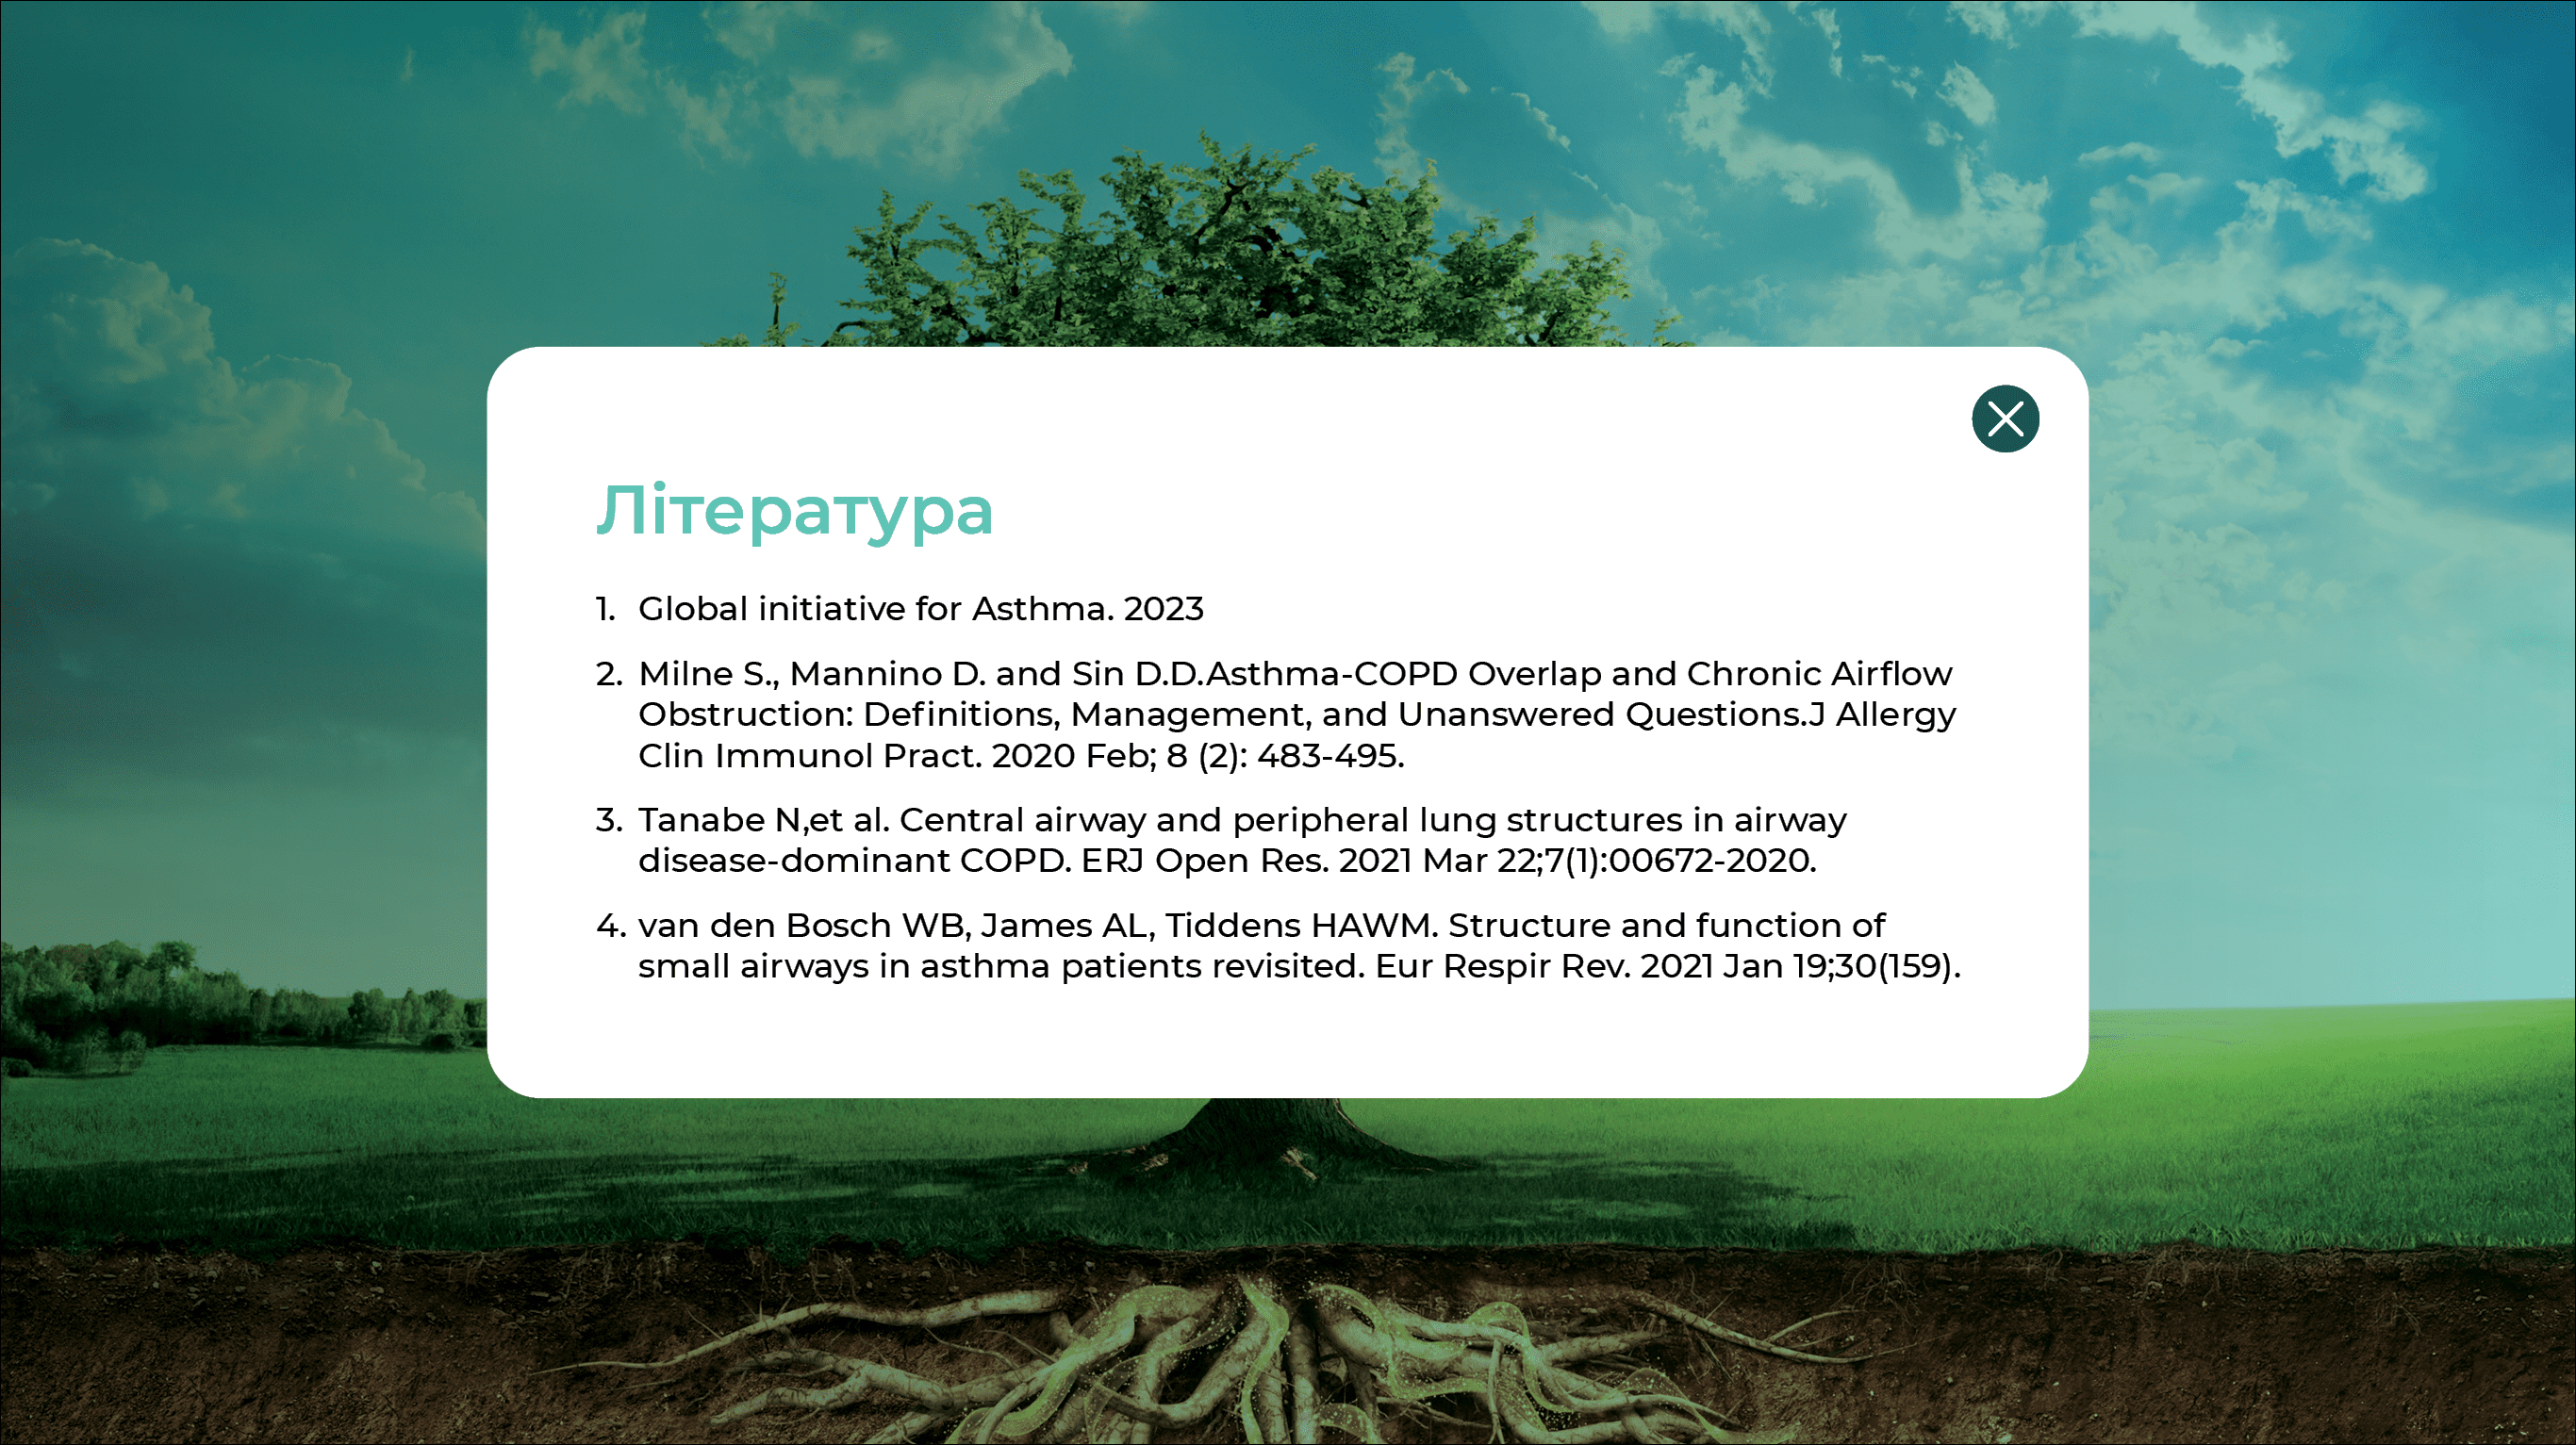 Література
1. Global initiative for Asthma. 2023
2. Milne S., Mannino D. and Sin D.D.Asthma-COPD Overlap and Chronic Airflow
Obstruction: Definitions, Management, and Unanswered Questions.J Allergy
Clin Immunol Pract. 2020 Feb; 8 (2): 483-495.
3. Tanabe N,et al. Central airway and peripheral lung structures in airway
disease-dominant COPD. ERJ Open Res. 2021 Mar 22;7(1):00672-2020.
4. van den Bosch WB, James AL, Tiddens HAWM. Structure and function of
small airways in asthma patients revisited. Eur Respir Rev. 2021 Jan 19;30(159).